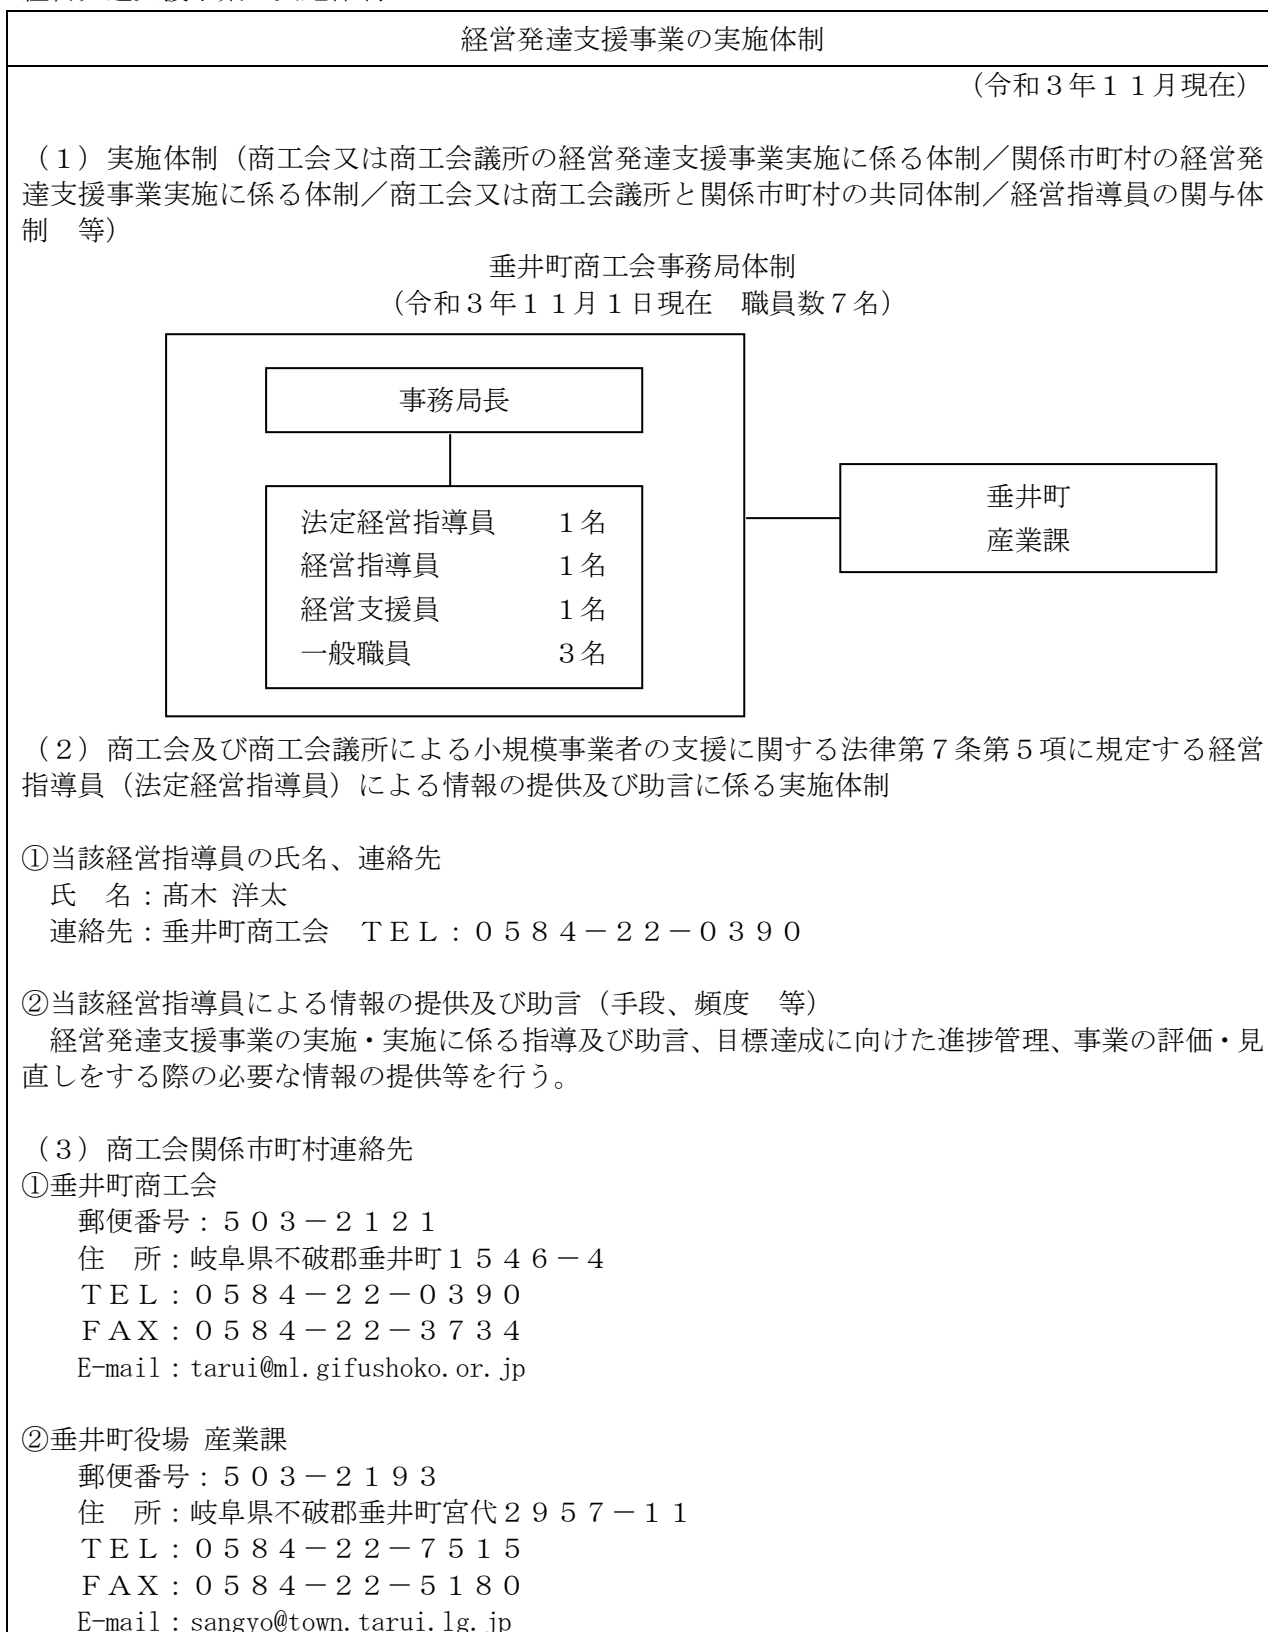 経営発達支援事業の実施体制
（令和３年１１月現在）
（１）実施体制（商工会又は商工会議所の経営発達支援事業実施に係る体制／関係市町村の経営発
達支援事業実施に係る体制／商工会又は商工会議所と関係市町村の共同体制／経営指導員の関与体
制　等）
垂井町商工会事務局体制
（令和３年１１月１日現在　職員数７名）
事務局長
法定経営指導員　　１名
経営指導員　　　　１名
経営支援員　　　　１名
一般職員　　　　　３名
垂井町
産業課
（２）商工会及び商工会議所による小規模事業者の支援に関する法律第７条第５項に規定する経営
指導員（法定経営指導員）による情報の提供及び助言に係る実施体制
①当該経営指導員の氏名、連絡先
氏　名：髙木 洋太
連絡先：垂井町商工会　ＴＥＬ：０５８４－２２－０３９０
②当該経営指導員による情報の提供及び助言（手段、頻度　等）
経営発達支援事業の実施・実施に係る指導及び助言、目標達成に向けた進捗管理、事業の評価・見
直しをする際の必要な情報の提供等を行う。
（３）商工会関係市町村連絡先
①垂井町商工会
郵便番号：５０３－２１２１
住　所：岐阜県不破郡垂井町１５４６－４
ＴＥＬ：０５８４－２２－０３９０
ＦＡＸ：０５８４－２２－３７３４
E-mail：tarui@ml.gifushoko.or.jp
②垂井町役場 産業課
郵便番号：５０３－２１９３
住　所：岐阜県不破郡垂井町宮代２９５７－１１
ＴＥＬ：０５８４－２２－７５１５
ＦＡＸ：０５８４－２２－５１８０
E-mail：sangyo@town.tarui.lg.jp